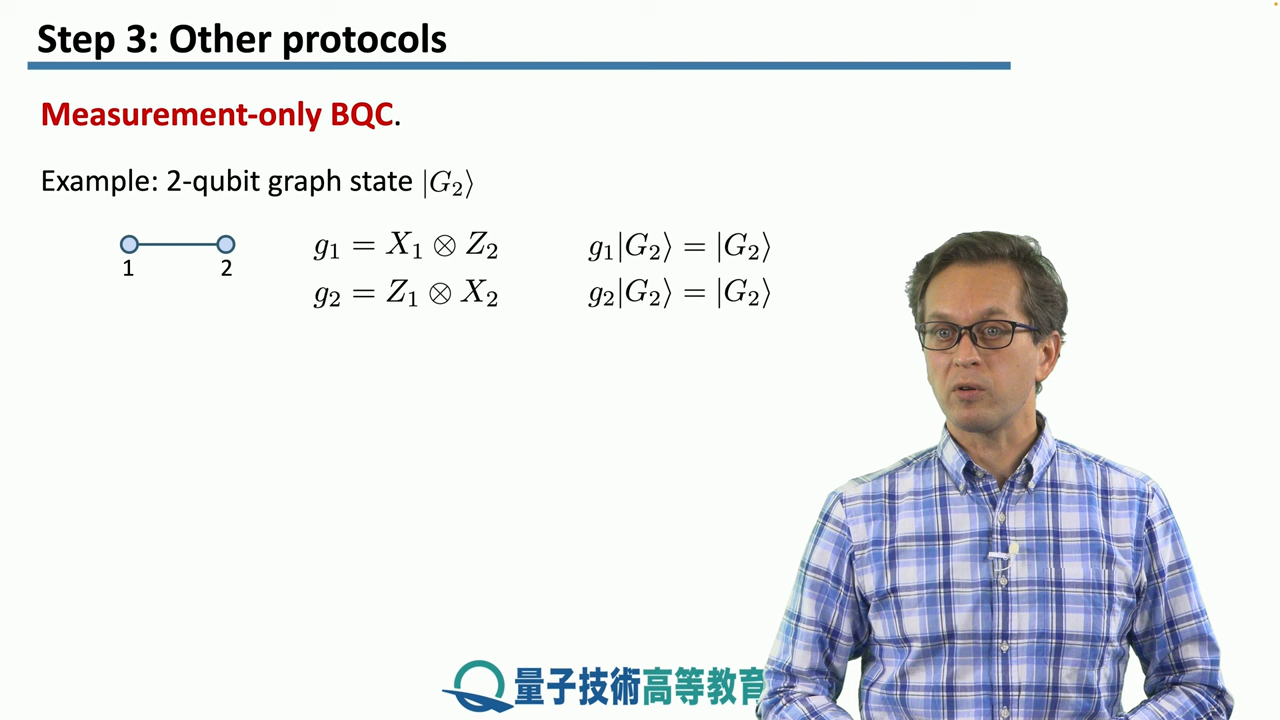 Step 3: Other protocols
Measurement-only BQC.
Example: 2-qubit graph state |G₂⟩
1 2
g₁ = X₁ ⊗ Z₂
g₂ = Z₁ ⊗ X₂
g₁|G₂⟩ = |G₂⟩
g₂|G₂⟩ = |G₂⟩
量子技術高等教育